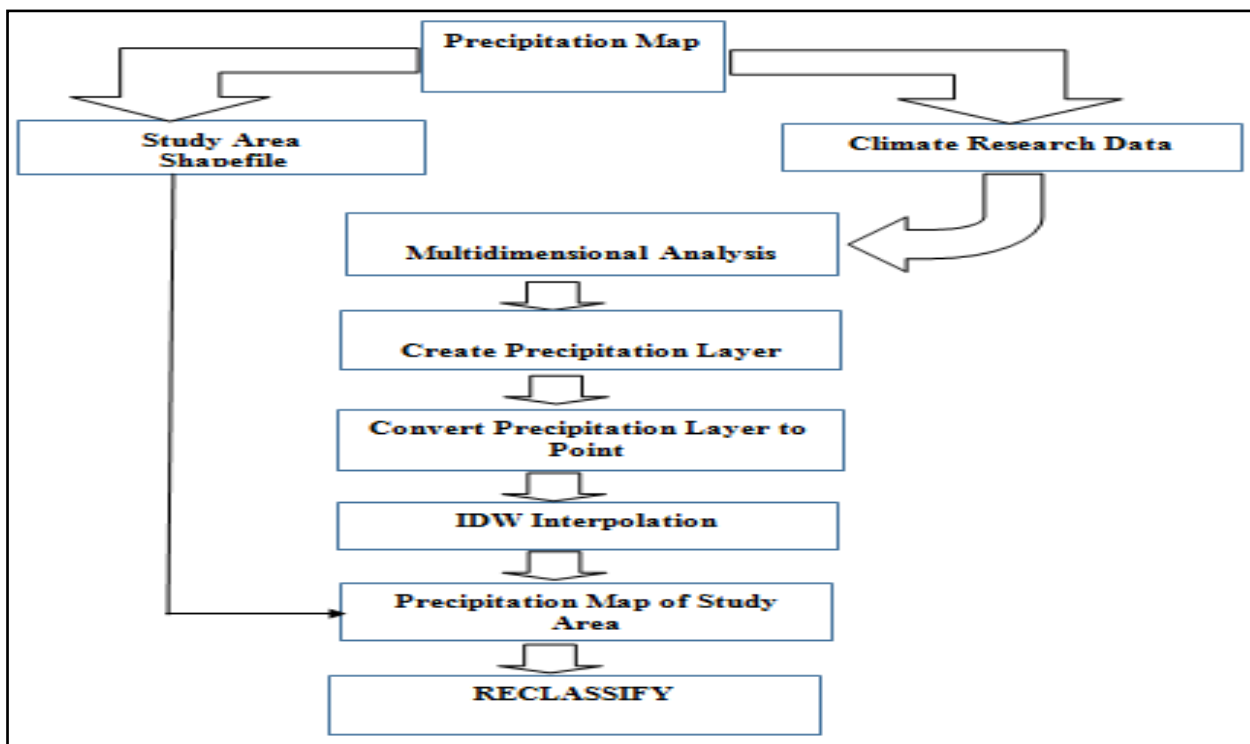 Precipitation Map
Study Area
Shapefile
Climate Research Data
Multidimensional Analysis
Create Precipitation Layer
Convert Precipitation Layer to
Point
IDW Interpolation
Precipitation Map of Study
Area
RECLASSIFY